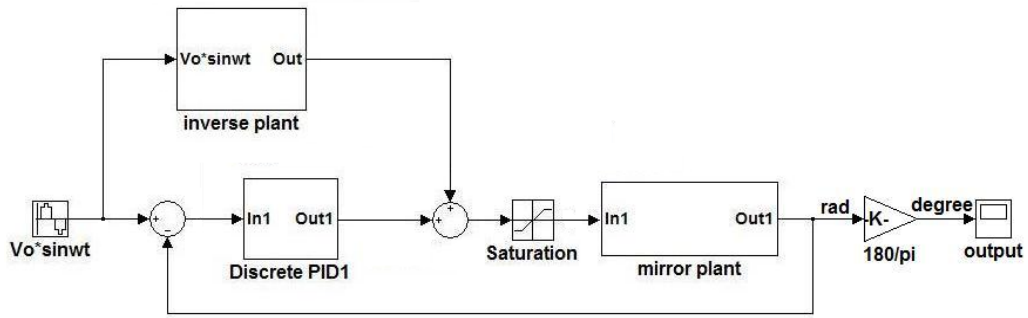 Vo*sinwt Out
inverse plant
Vo*sinwt
+
-
In1 Out1
Discrete PID1
+
+
Saturation
In1 Out1
mirror plant
rad
-K-
180/pi
degree
output